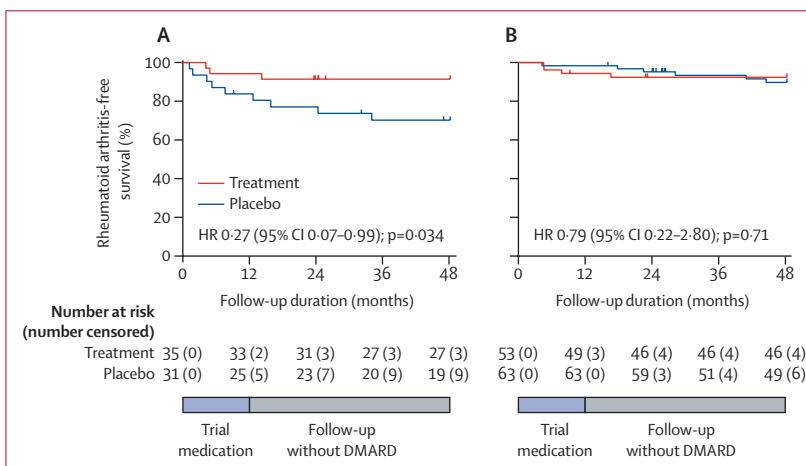 A
B
Rheumatoid arthritis-free
survival (%)
100
80
60
40
20
0
Treatment
Placebo
HR 0·27 (95% CI 0·07–0·99); p=0·034
HR 0·79 (95% CI 0·22–2·80); p=0·71
0 12 24 36 48
0 12 24 36 48
Follow-up duration (months)
Follow-up duration (months)
Number at risk
(number censored)
Treatment 35 (0) 33 (2) 31 (3) 27 (3) 27 (3) 53 (0) 49 (3) 46 (4) 46 (4) 46 (4)
Placebo 31 (0) 25 (5) 23 (7) 20 (9) 19 (9) 63 (0) 63 (0) 59 (3) 51 (4) 49 (6)
Trial
medication
Follow-up
without DMARD
Trial
medication
Follow-up
without DMARD